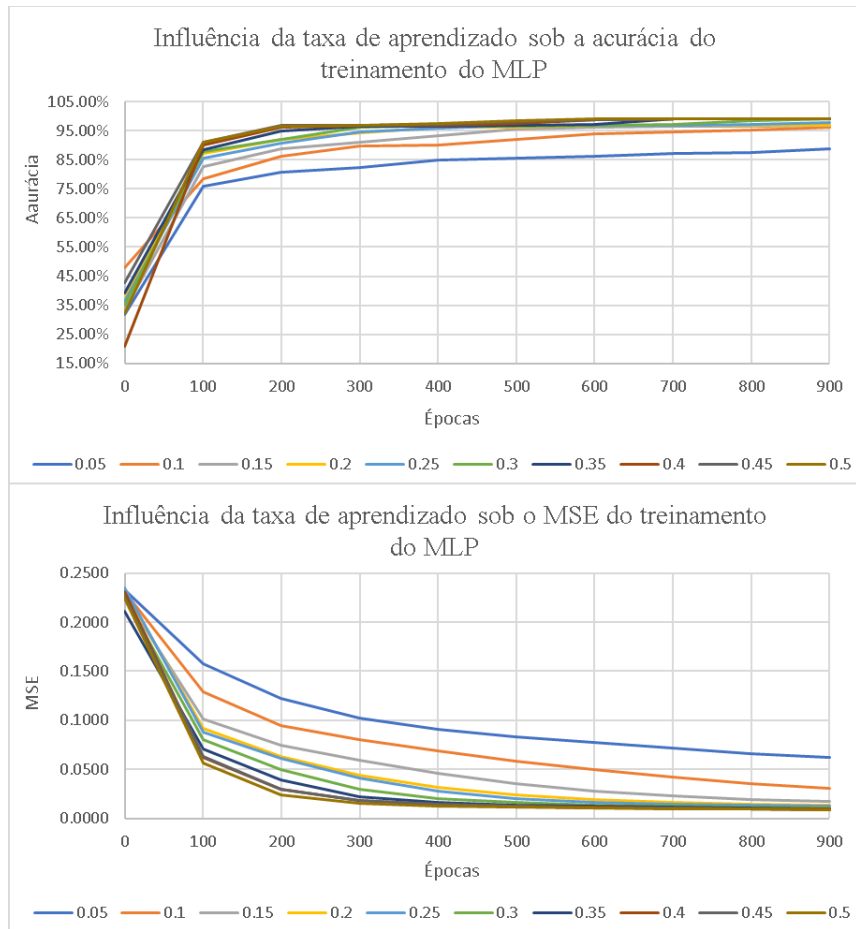 Influência da taxa de aprendizado sob a acurácia do
treinamento do MLP
105.00%
95.00%
85.00%
75.00%
65.00%
55.00%
45.00%
35.00%
25.00%
15.00%
Aaurácia
0 100 200 300 400 500 600 700 800 900
Épocas
0.05 0.1 0.15 0.2 0.25 0.3 0.35 0.4 0.45 0.5
Influência da taxa de aprendizado sob o MSE do treinamento
do MLP
0.2500
0.2000
0.1500
0.1000
0.0500
0.0000
MSE
0 100 200 300 400 500 600 700 800 900
Épocas
0.05 0.1 0.15 0.2 0.25 0.3 0.35 0.4 0.45 0.5